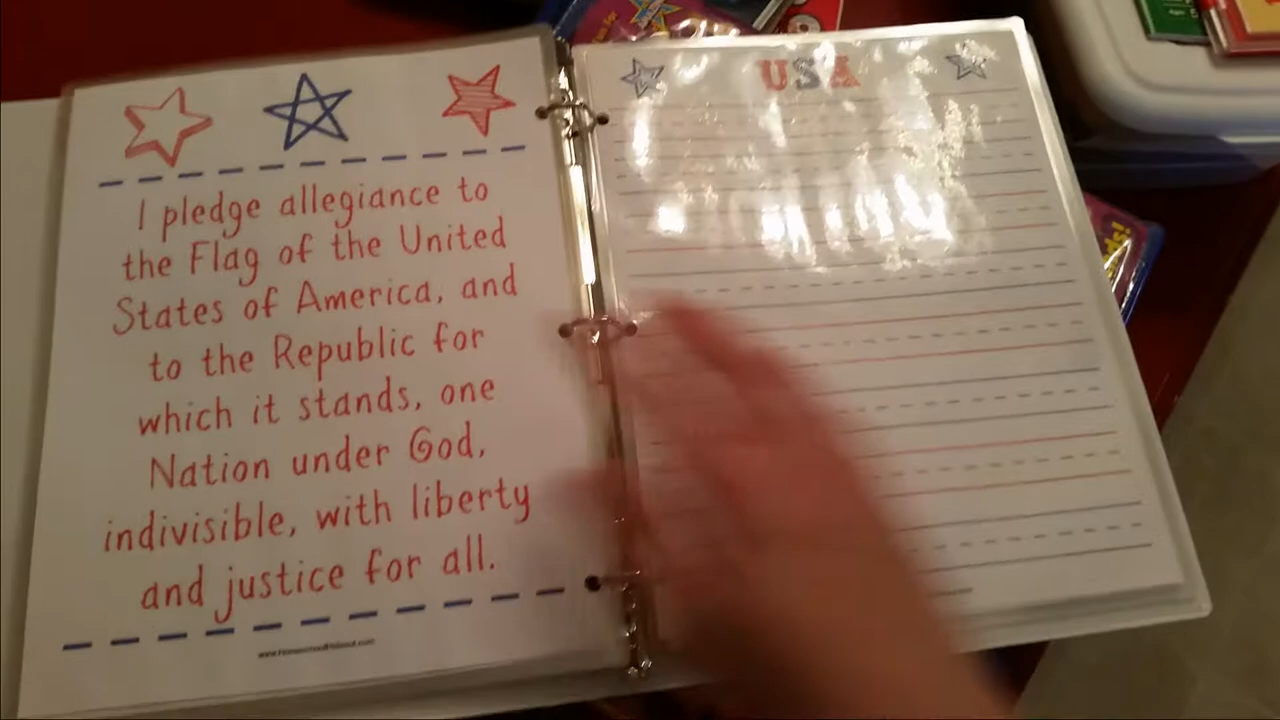 I pledge allegiance to
the Flag of the United
States of America, and
to the Republic for
which it stands, one
Nation under God,
indivisible, with liberty
and justice for all.
USA